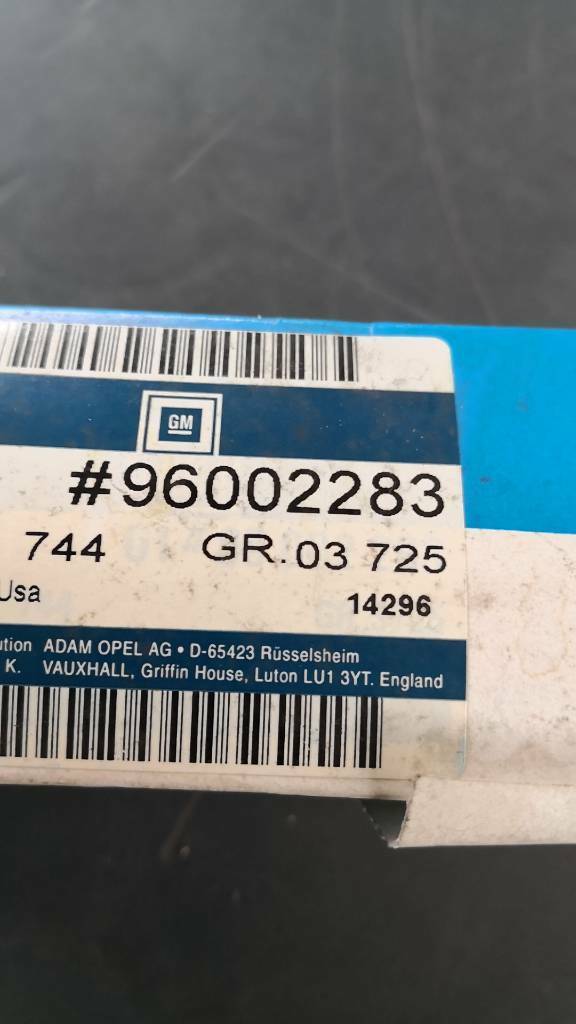 GM
#96002283
744 GR. 03 725
Usa 14296
ution ADAM OPEL AG • D-65423 Rüsselsheim
K. VAUXHALL, Griffin House, Luton LU1 3YT. England